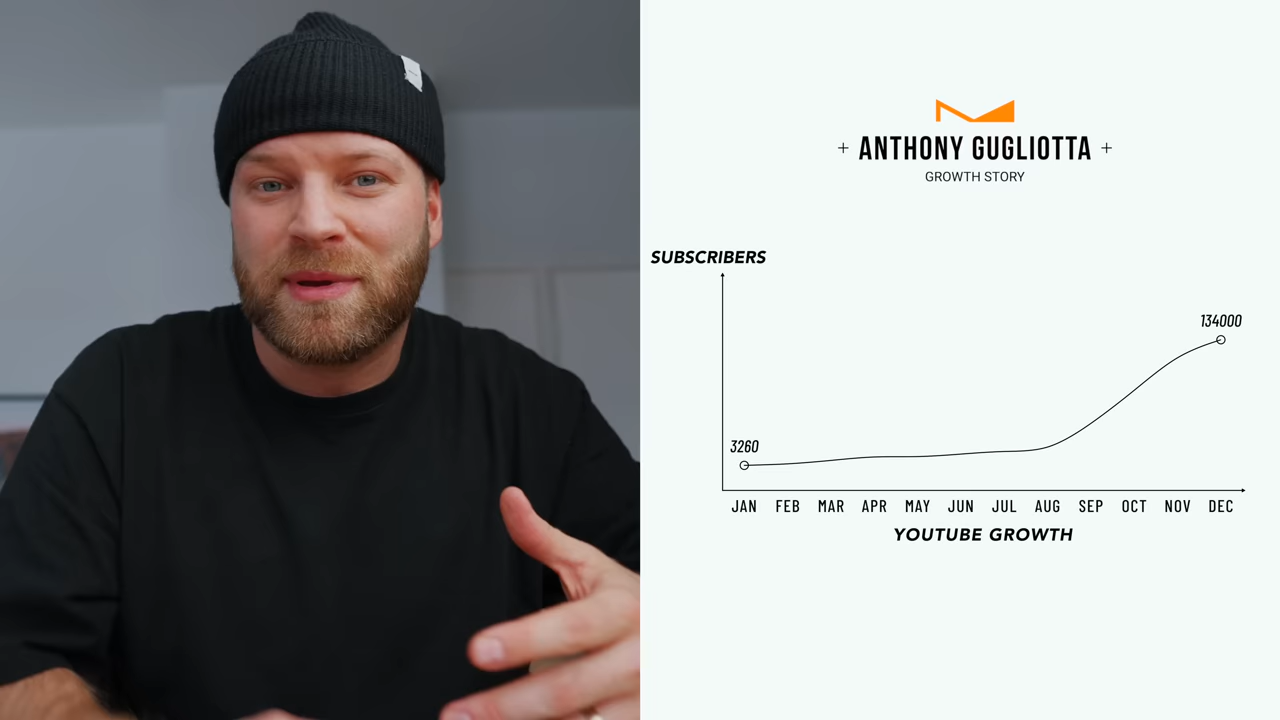 + ANTHONY GUGLIOTTA +
GROWTH STORY
SUBSCRIBERS
134000
3260
JAN FEB MAR APR MAY JUN JUL AUG SEP OCT NOV DEC
YOUTUBE GROWTH